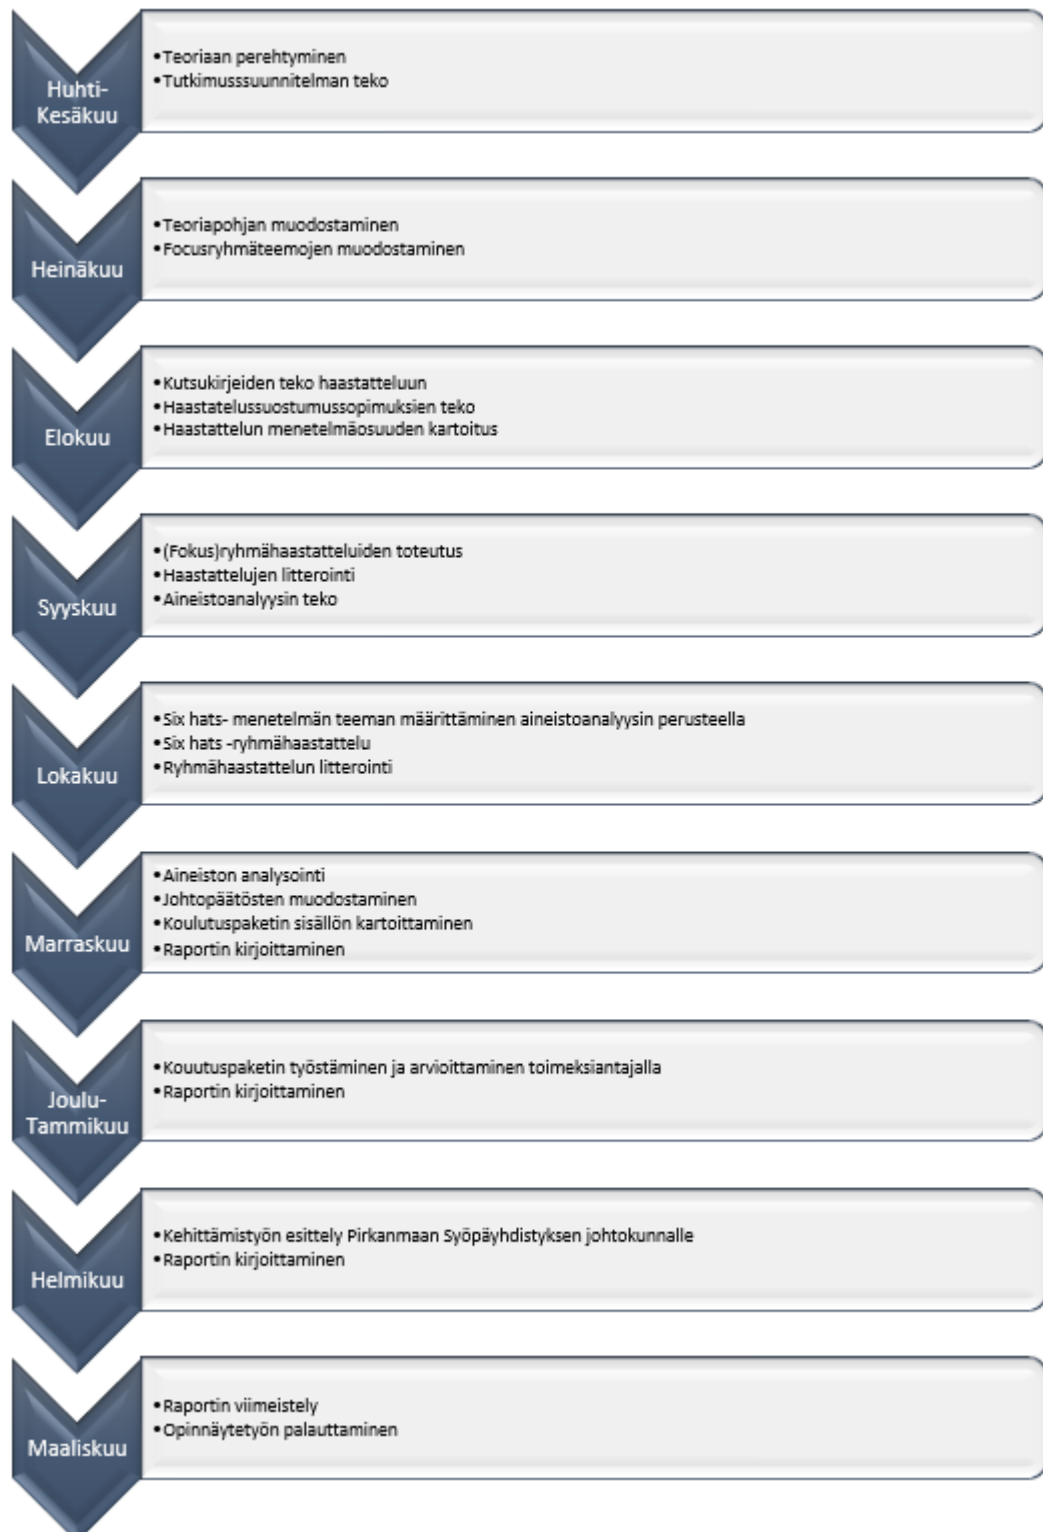 Huhti-
Kesäkuu
•Teoriaan perehtyminen
•Tutkimusssuunnitelman teko
Heinäkuu
•Teoriapohjan muodostaminen
•Focusryhmäteemojen muodostaminen
Elokuu
•Kutsukirjeiden teko haastatteluun
•Haastatelussuostumussopimuksien teko
•Haastattelun menetelmäosuuden kartoitus
Syyskuu
•(Fokus)ryhmähaastatteluiden toteutus
•Haastattelujen litterointi
•Aineistoanalyysin teko
Lokakuu
•Six hats- menetelmän teeman määrittäminen aineistoanalyysin perusteella
•Six hats -ryhmähaastattelu
•Ryhmähaastattelun litterointi
Marraskuu
•Aineiston analysointi
•Johtopäätösten muodostaminen
•Koulutuspaketin sisällön kartoittaminen
•Raportin kirjoittaminen
Joulu-
Tammikuu
•Kouutuspaketin työstäminen ja arvioittaminen toimeksiantajalla
•Raportin kirjoittaminen
Helmikuu
•Kehittämistyön esittely Pirkanmaan Syöpäyhdistyksen johtokunnalle
•Raportin kirjoittaminen
Maaliskuu
•Raportin viimeistely
•Opinnäytetyön palauttaminen